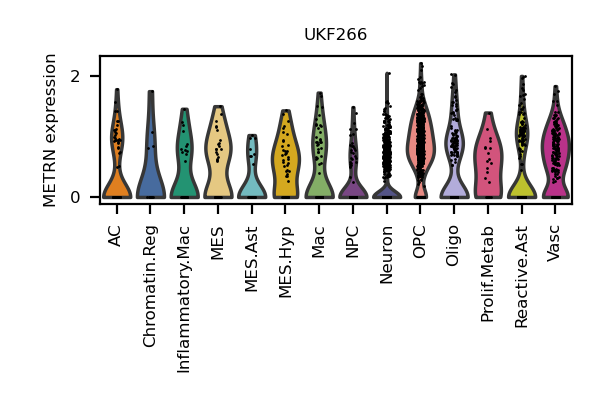 UKF266
METRN expression
2
0
AC
Chromatin.Reg
Inflammatory.Mac
MES
MES.Ast
MES.Hyp
Mac
NPC
Neuron
OPC
Oligo
Prolif.Metab
Reactive.Ast
Vasc